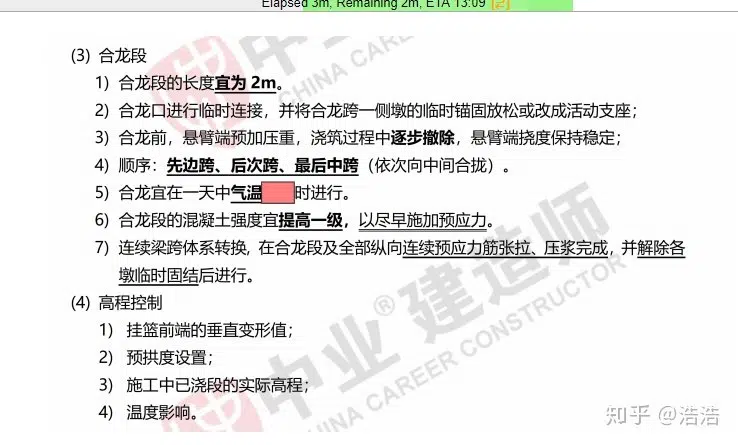 Elapsed 3m, Remaining 2m, ETA 13:09
(3) 合龙段
1) 合龙段的长度宜为 2m。
2) 合龙口进行临时连接，并将合龙跨一侧墩的临时锚固放松或改成活动支座；
3) 合龙前，悬臂端预加压重，浇筑过程中逐步撤除，悬臂端挠度保持稳定；
4) 顺序：先边跨、后次跨、最后中跨（依次向中间合拢）。
5) 合龙宜在一天中气温 时进行。
6) 合龙段的混凝土强度宜提高一级，以尽早施加预应力。
7) 连续梁跨体系转换，在合龙段及全部纵向连续预应力筋张拉、压浆完成，并解除各
墩临时固结后进行。
(4) 高程控制
1) 挂篮前端的垂直变形值；
2) 预拱度设置；
3) 施工中已浇段的实际高程；
4) 温度影响。
中业®建造师
CHINA CAREER CONSTRUCTOR
知乎 @浩浩